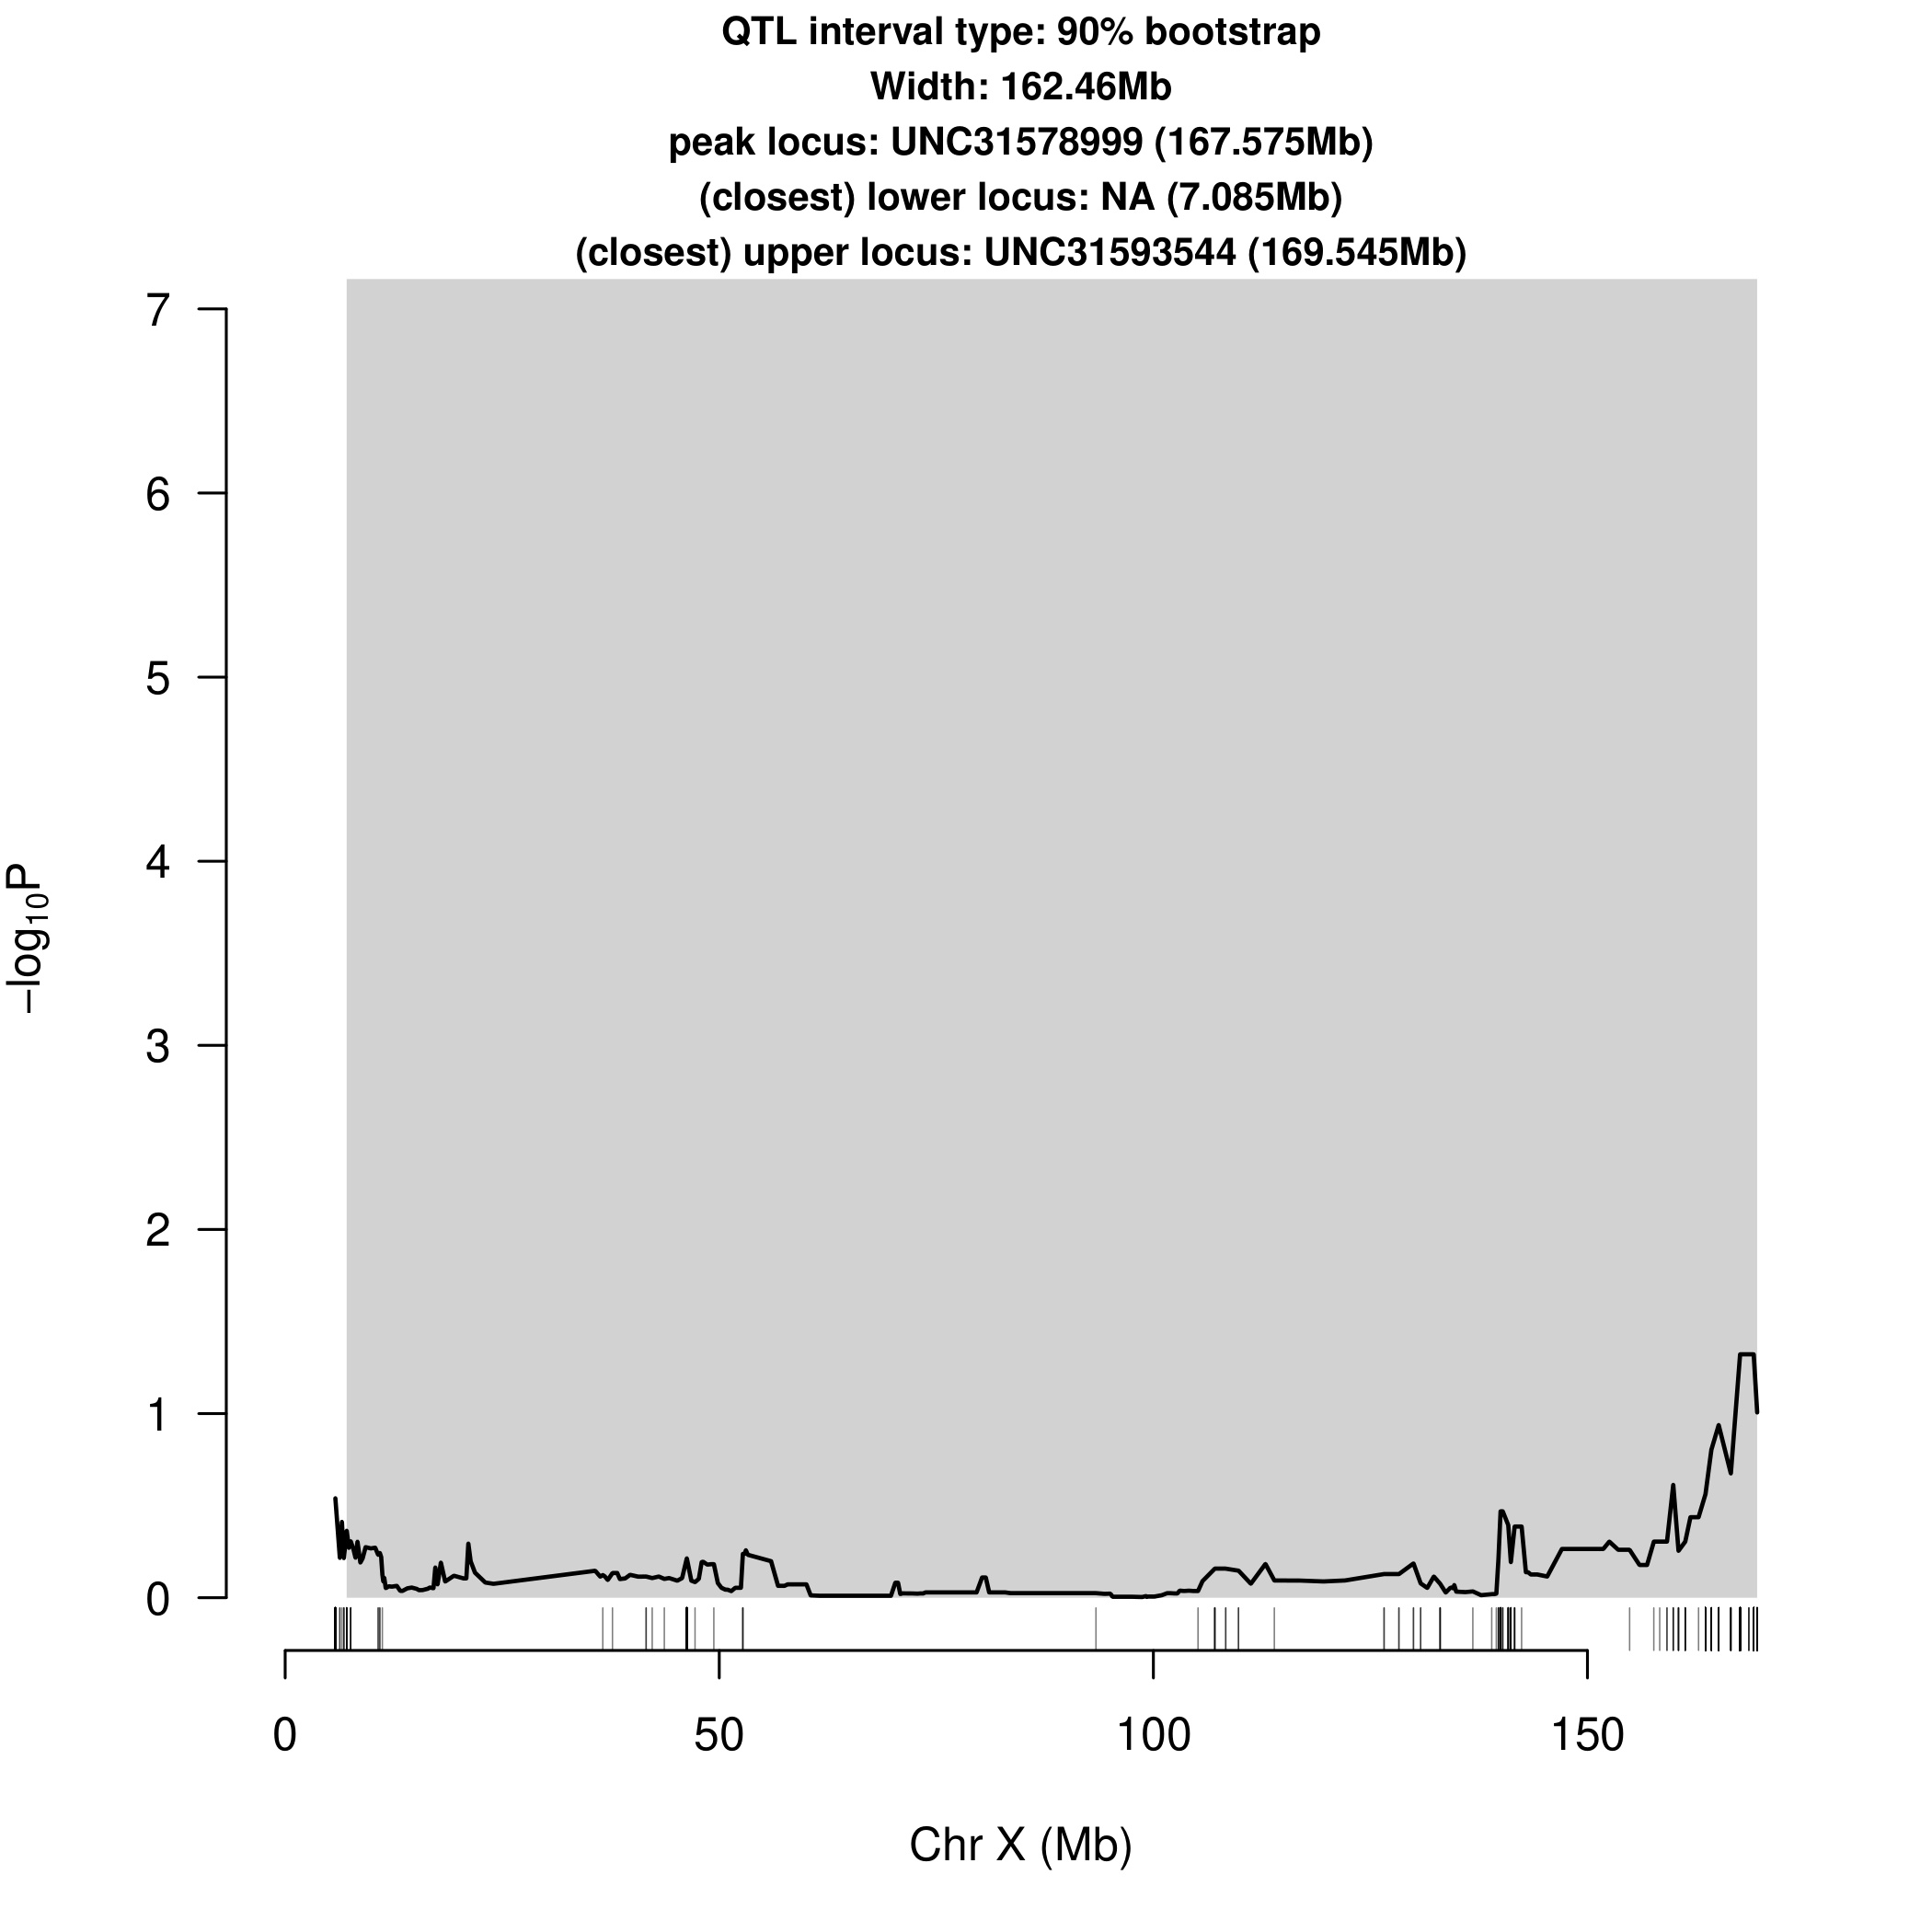 QTL interval type: 90% bootstrap
Width: 162.46Mb
peak locus: UNC31578999 (167.575Mb)
(closest) lower locus: NA (7.085Mb)
(closest) upper locus: UNC31593544 (169.545Mb)
7
6
5
4
3
2
1
0
−log10P
0 50 100 150
Chr X (Mb)